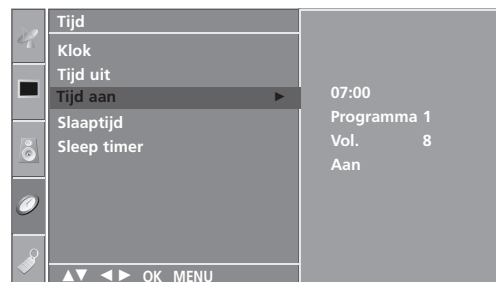 Tijd
Klok
Tijd uit
Tijd aan ►
Slaaptijd
Sleep timer
07:00
Programma 1
Vol. 8
Aan
▲▼ ◄► OK MENU